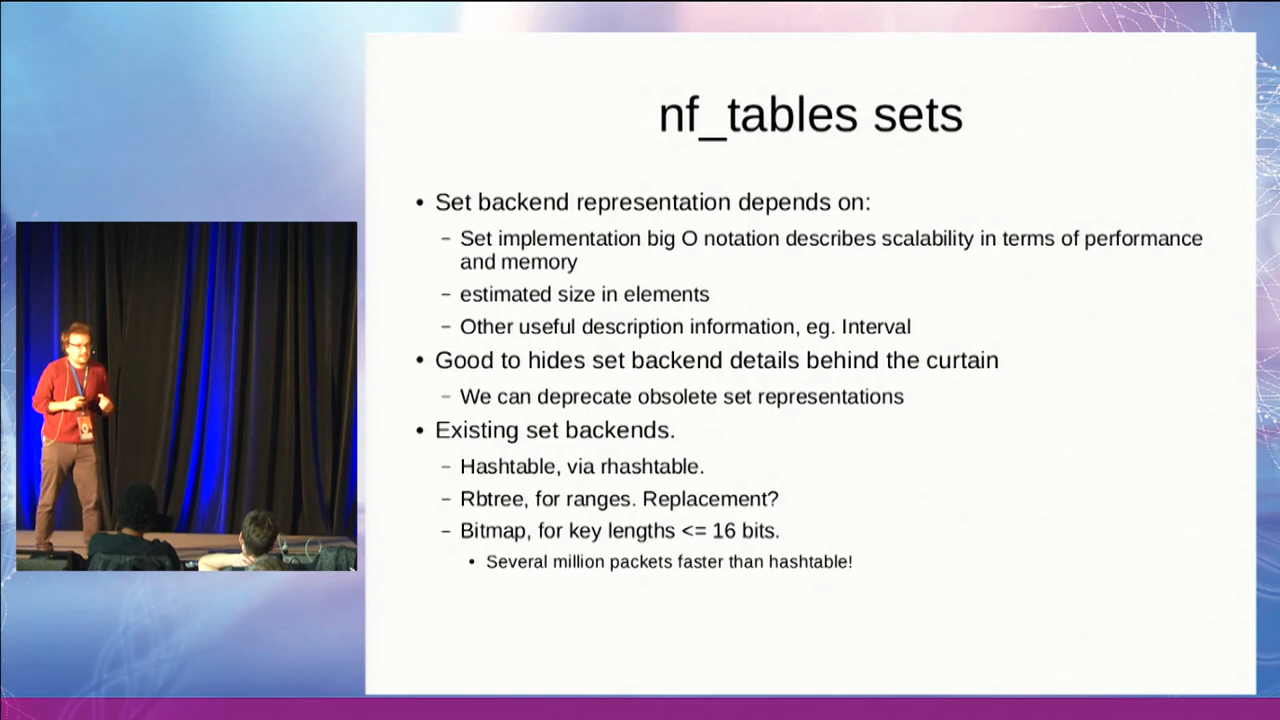 nf_tables sets
• Set backend representation depends on:
– Set implementation big O notation describes scalability in terms of performance
and memory
– estimated size in elements
– Other useful description information, eg. Interval
• Good to hides set backend details behind the curtain
– We can deprecate obsolete set representations
• Existing set backends.
– Hashtable, via rhashtable.
– Rbtree, for ranges. Replacement?
– Bitmap, for key lengths <= 16 bits.
• Several million packets faster than hashtable!